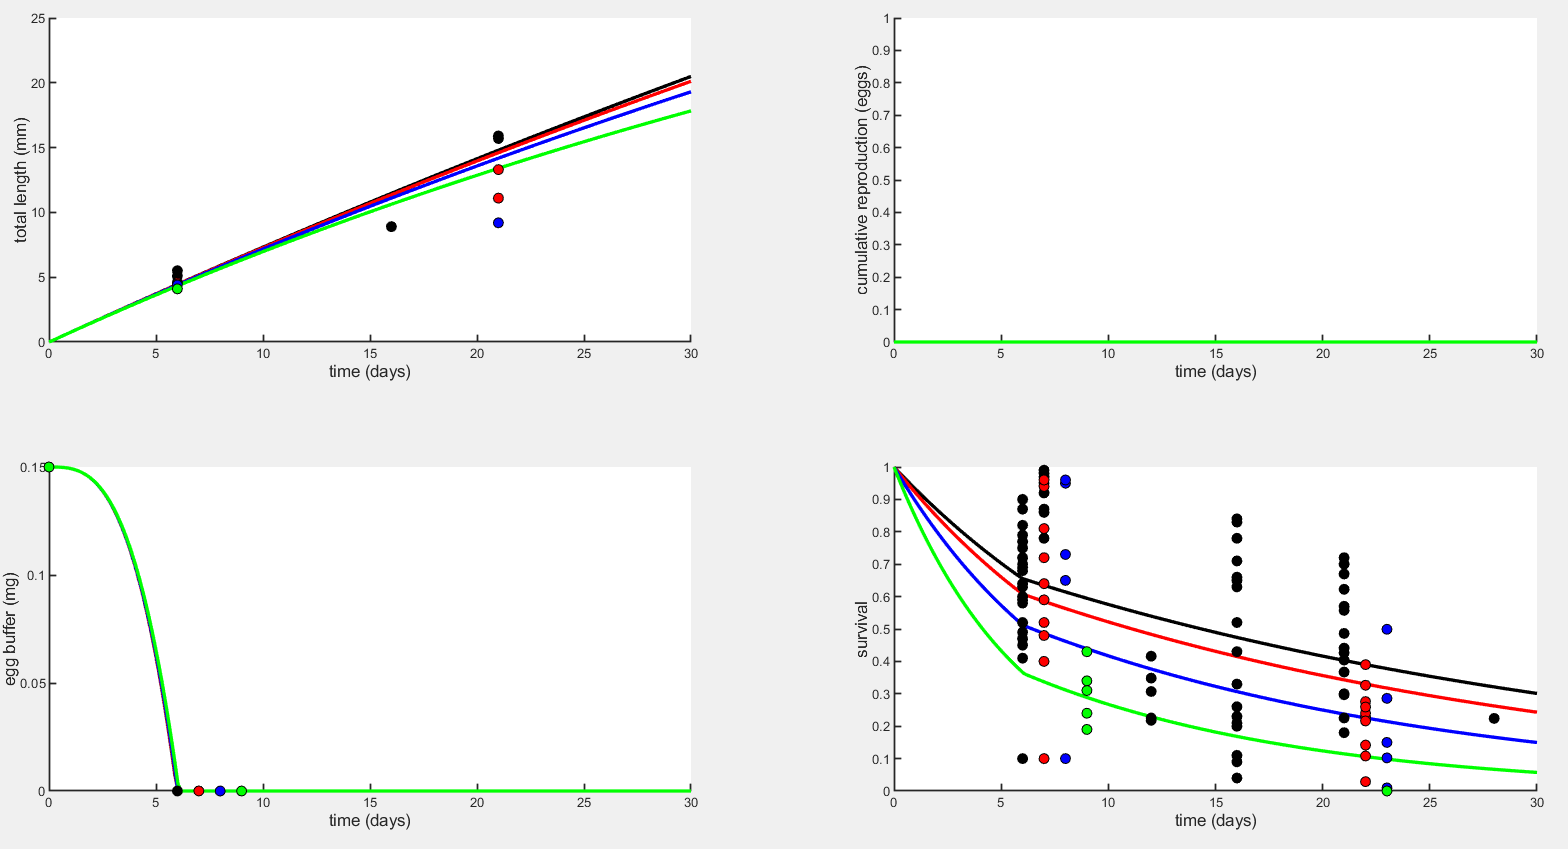 25
20
15
10
5
0
0 5 10 15 20 25 30
total length (mm)
time (days)
1
0.9
0.8
0.7
0.6
0.5
0.4
0.3
0.2
0.1
0
0 5 10 15 20 25 30
cumulative reproduction (eggs)
time (days)
0.15
0.1
0.05
0
0 5 10 15 20 25 30
egg buffer (mg)
time (days)
1
0.9
0.8
0.7
0.6
0.5
0.4
0.3
0.2
0.1
0
0 5 10 15 20 25 30
survival
time (days)